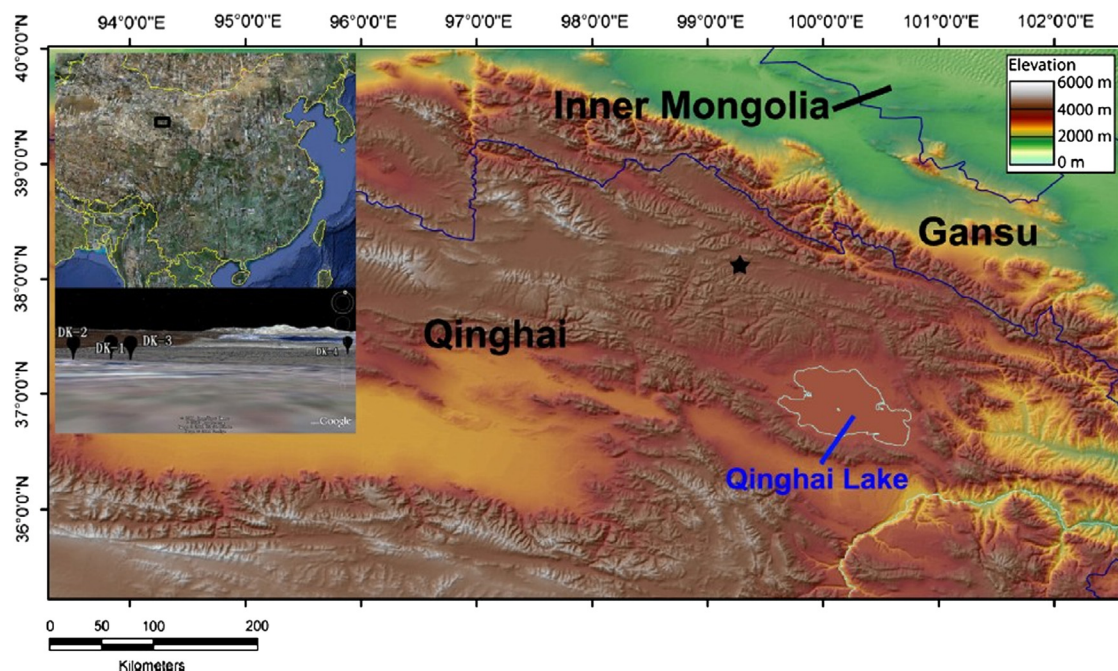 94°0'0"E 95°0'0"E 96°0'0"E 97°0'0"E 98°0'0"E 99°0'0"E 100°0'0"E 101°0'0"E 102°0'0"E
40°0'0"N
39°0'0"N
38°0'0"N
37°0'0"N
36°0'0"N
Elevation
6000 m
4000 m
2000 m
0 m
Inner Mongolia
Gansu
Qinghai
DK-2
DK-1
DK-3
DK-4
Google
Qinghai Lake
0 50 100 200
Kilometers